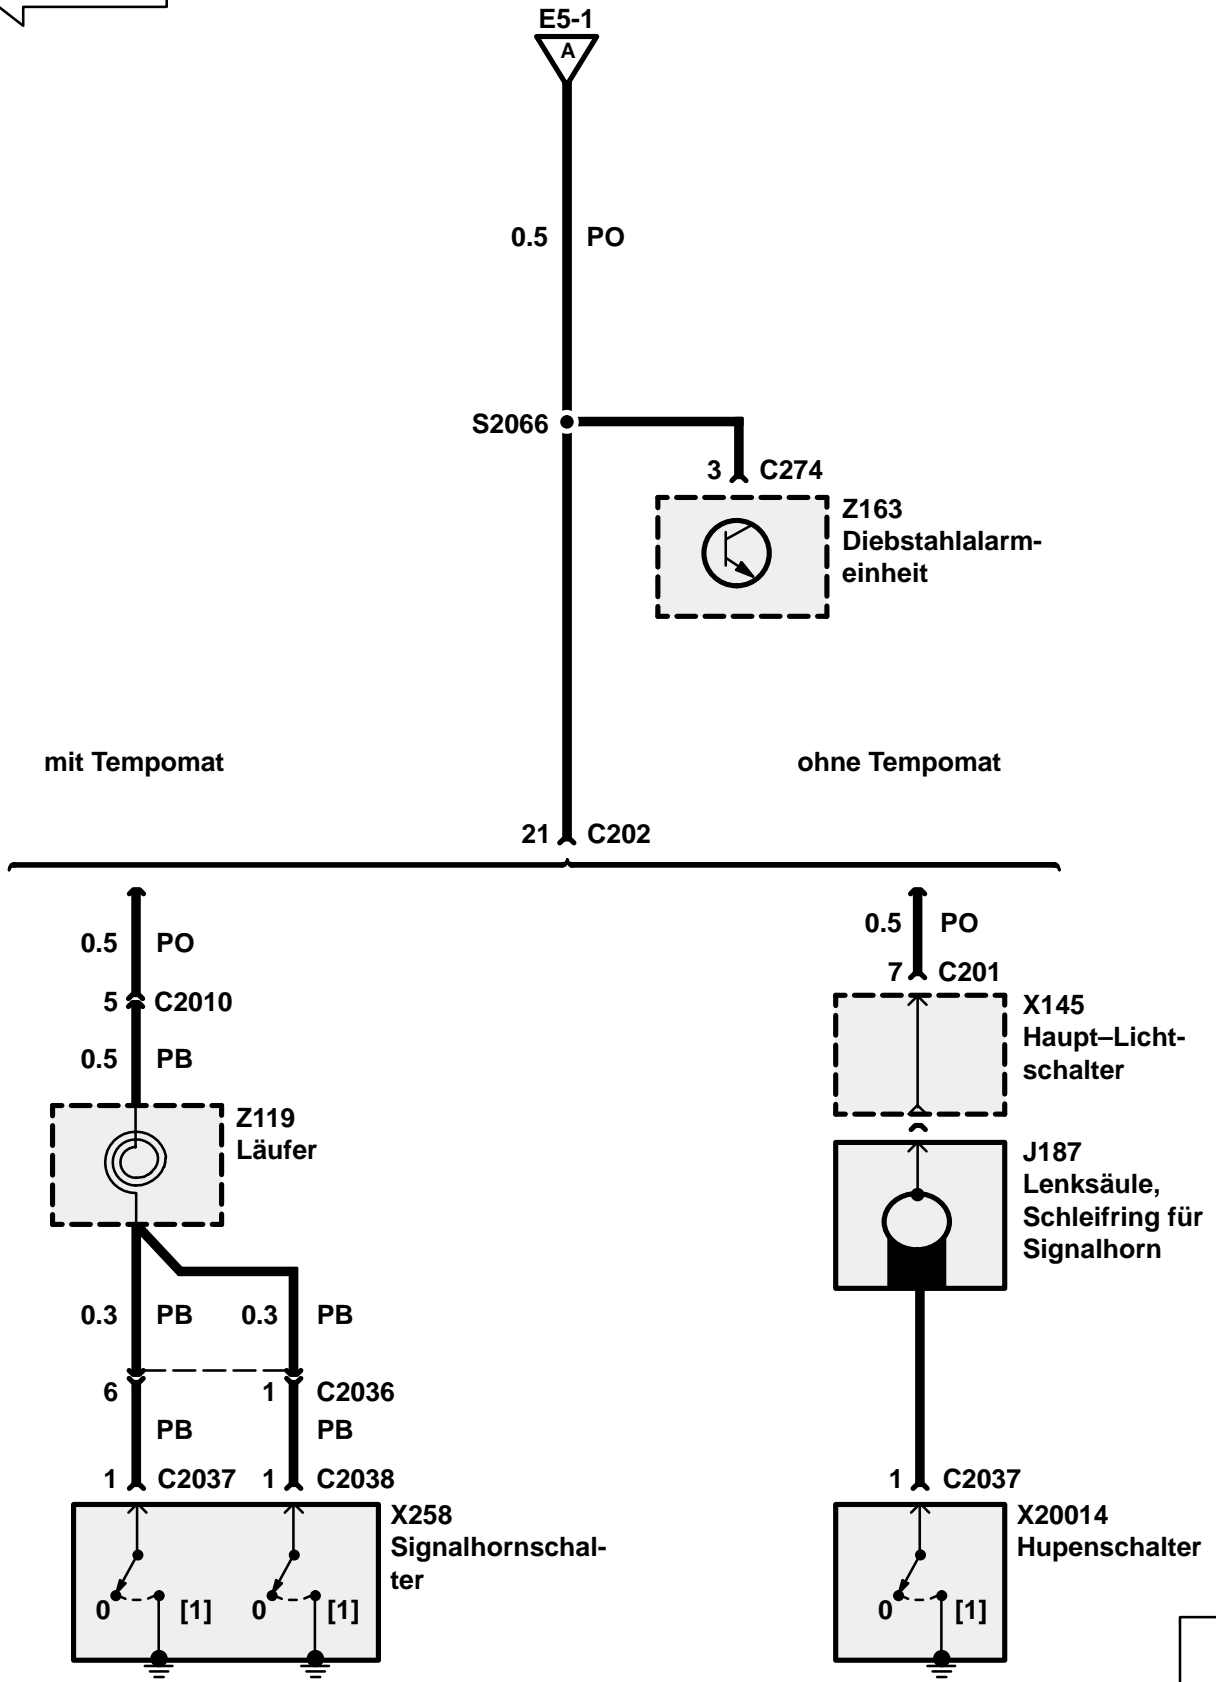 E5-1
A
0.5 PO
S2066
3 C274
Z163
Diebstahlalarm-
einheit
mit Tempomat
ohne Tempomat
21 C202
0.5 PO
5 C2010
0.5 PB
Z119
Läufer
0.3 PB 0.3 PB
6 1 C2036
PB PB
1 C2037 1 C2038
X258
Signalhornschal-
ter
0 [1] 0 [1]
0.5 PO
7 C201
X145
Haupt–Licht-
schalter
J187
Lenksäule,
Schleifring für
Signalhorn
1 C2037
X20014
Hupenschalter
0 [1]